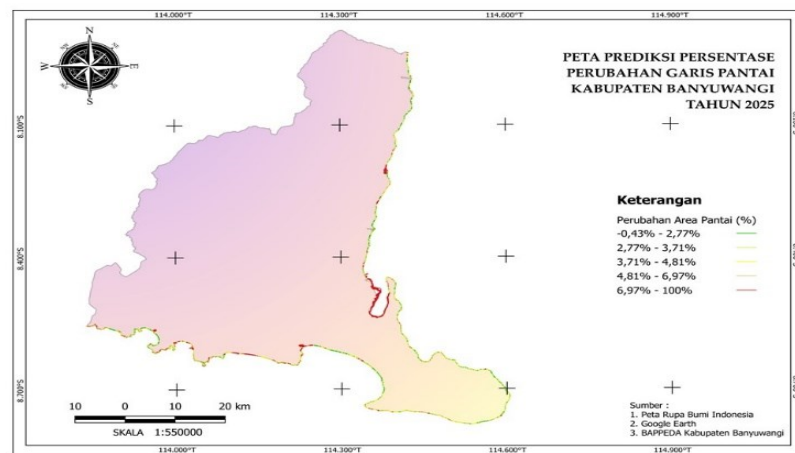 114.000°T 114.300°T 114.600°T 114.900°T
N
W E
S
PETA PREDIKSI PERSENTASE
PERUBAHAN GARIS PANTAI
KABUPATEN BANYUWANGI
TAHUN 2025
8.100°S
8.400°S
8.700°S
Keterangan
Perubahan Area Pantai (%)
-0,43% - 2,77%
2,77% - 3,71%
3,71% - 4,81%
4,81% - 6,97%
6,97% - 100%
10 0 10 20 km
SKALA 1:550000
Sumber :
1. Peta Rupa Bumi Indonesia
2. Google Earth
3. BAPPEDA Kabupaten Banyuwangi
114.000°T 114.300°T 114.600°T 114.900°T